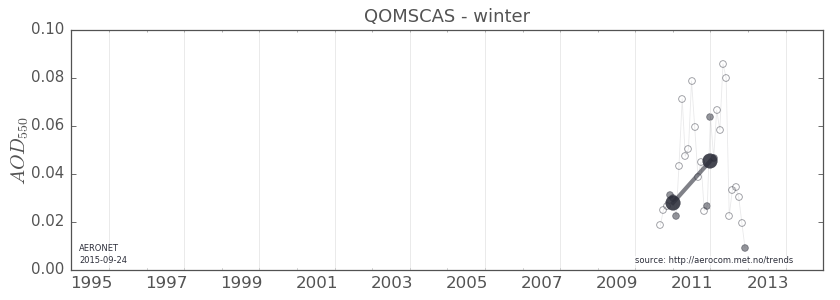 QOMSCAS - winter
0.10
0.08
0.06
0.04
0.02
0.00
AOD550
AERONET
2015-09-24
source: http://aerocom.met.no/trends
1995 1997 1999 2001 2003 2005 2007 2009 2011 2013